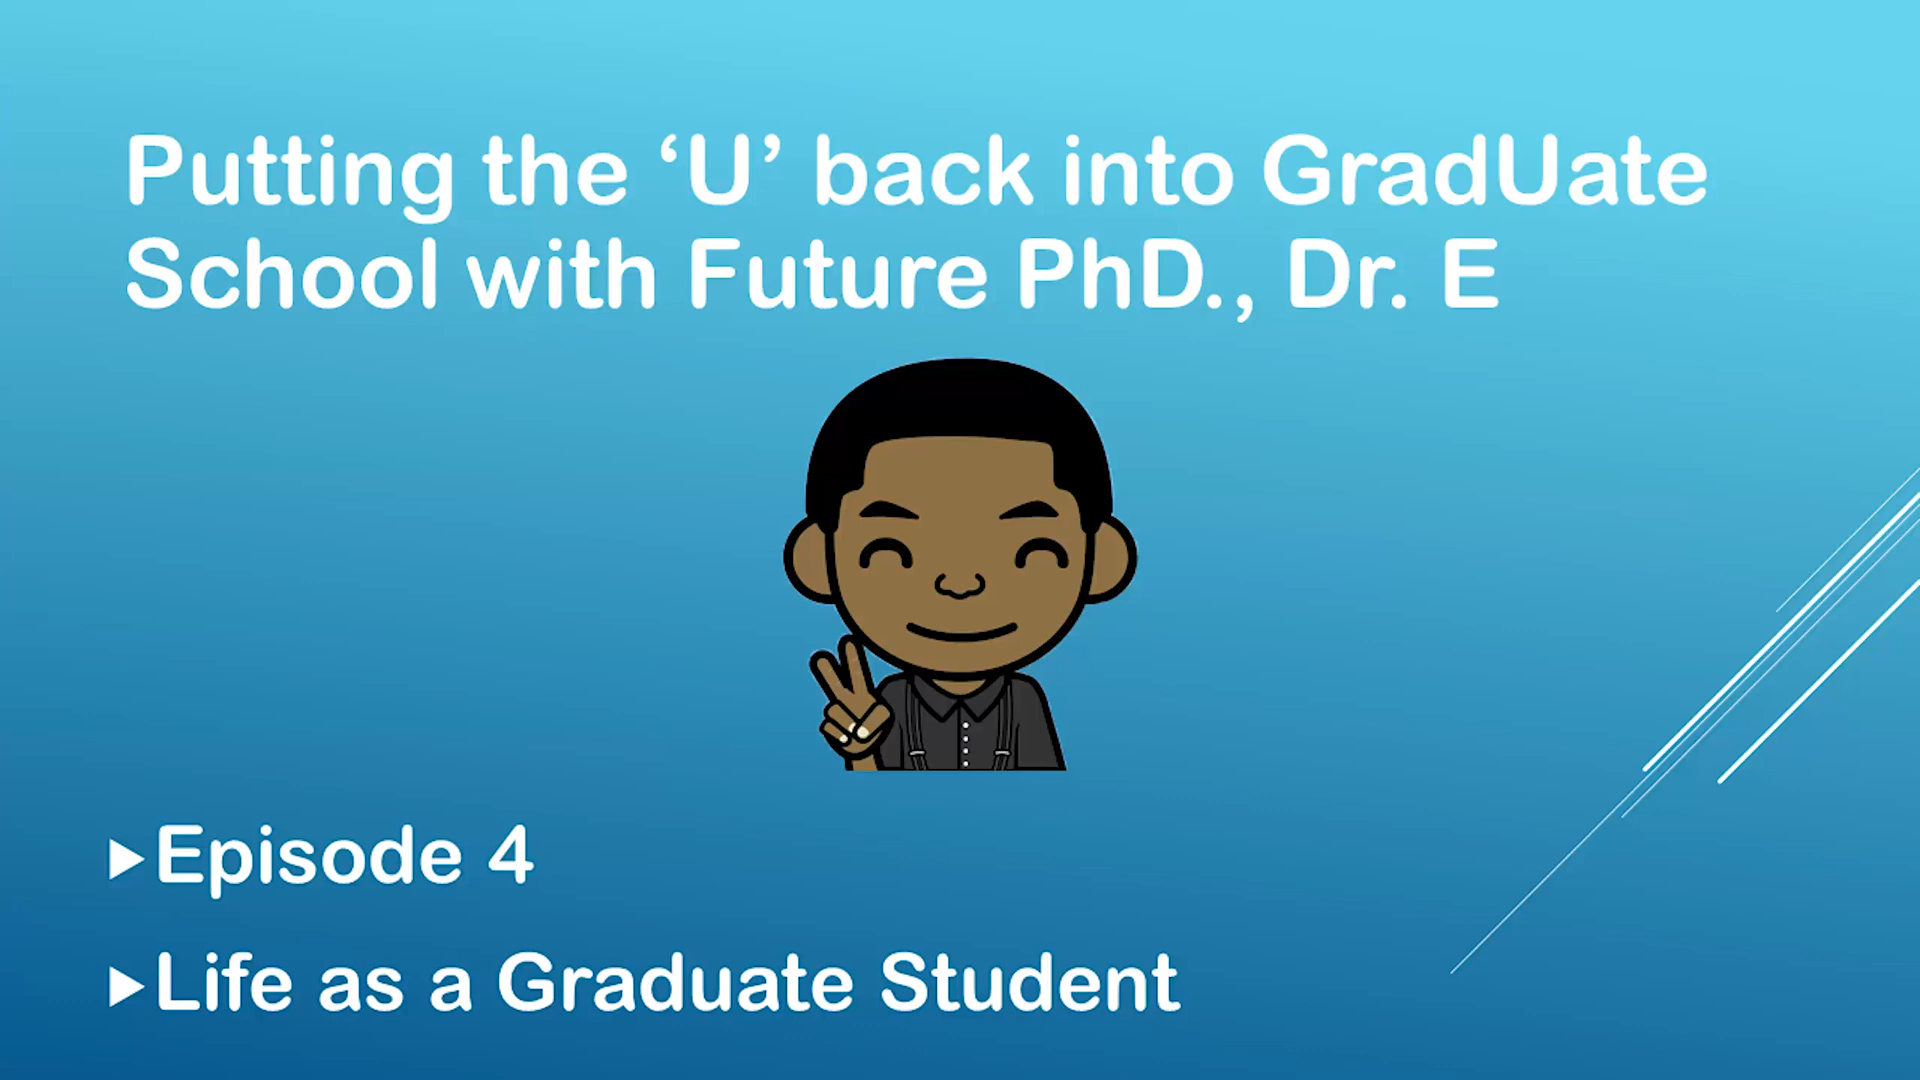 Putting the ‘U’ back into GradUate
School with Future PhD., Dr. E
Episode 4
Life as a Graduate Student